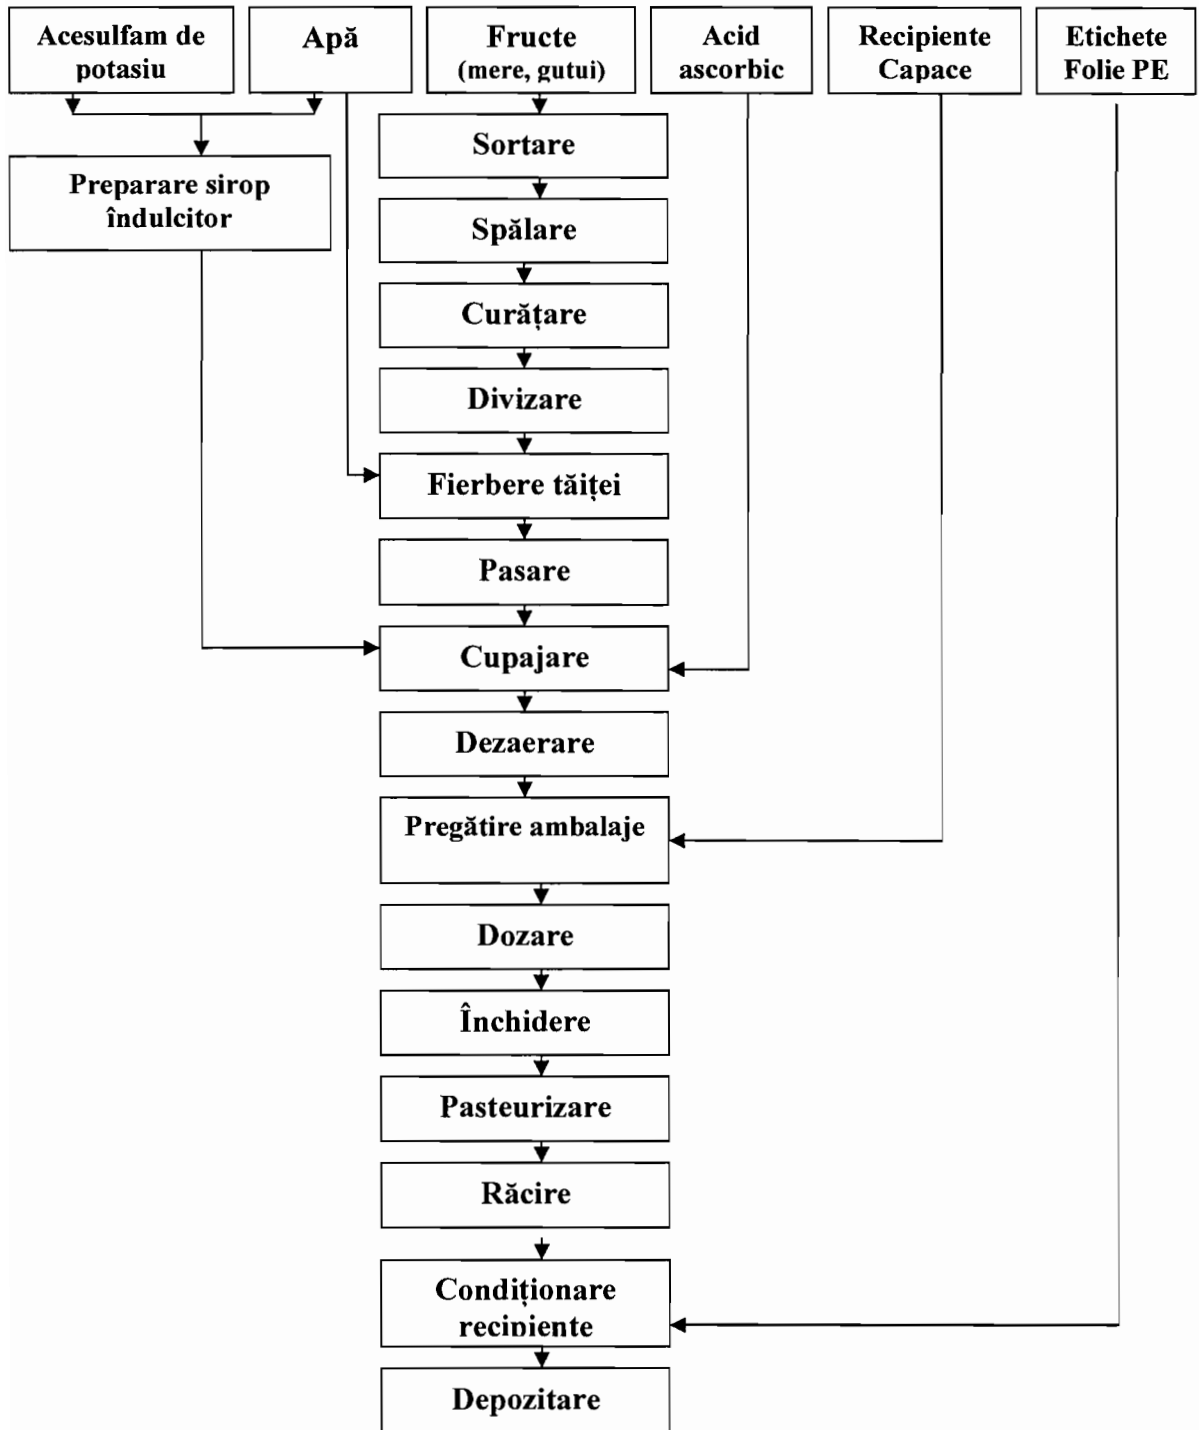 Acesulfam de
potasiu
Apă
Fructe
(mere, gutui)
Acid
ascorbic
Recipiente
Capace
Etichete
Folie PE
Preparare sirop
îndulcitor
Sortare
Spălare
Curățare
Divizare
Fierbere tăiței
Pasare
Cupajare
Dezaerare
Pregătire ambalaje
Dozare
Închidere
Pasteurizare
Răcire
Condiționare
recipiente
Depozitare